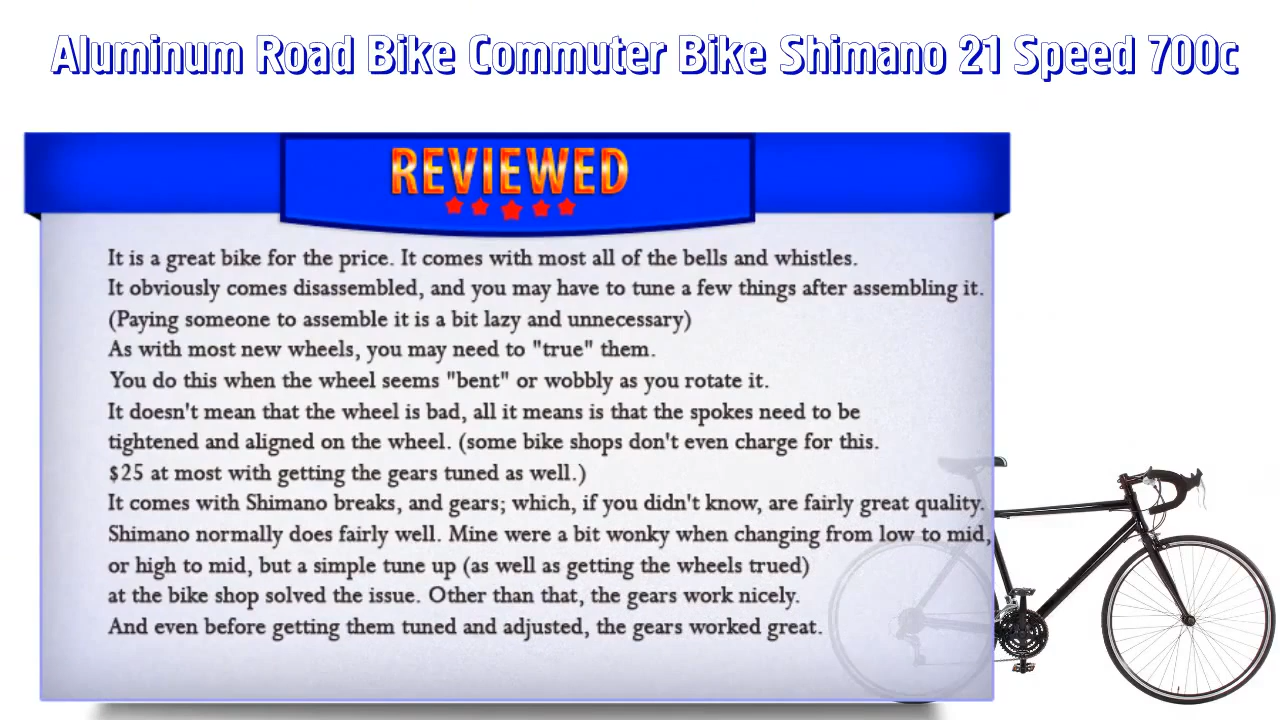 Aluminum Road Bike Commuter Bike Shimano 21 Speed 700c
REVIEWED
It is a great bike for the price. It comes with most all of the bells and whistles.
It obviously comes disassembled, and you may have to tune a few things after assembling it.
(Paying someone to assemble it is a bit lazy and unnecessary)
As with most new wheels, you may need to "true" them.
You do this when the wheel seems "bent" or wobbly as you rotate it.
It doesn't mean that the wheel is bad, all it means is that the spokes need to be
tightened and aligned on the wheel. (some bike shops don't even charge for this.
$25 at most with getting the gears tuned as well.)
It comes with Shimano breaks, and gears; which, if you didn't know, are fairly great quality.
Shimano normally does fairly well. Mine were a bit wonky when changing from low to mid,
or high to mid, but a simple tune up (as well as getting the wheels trued)
at the bike shop solved the issue. Other than that, the gears work nicely.
And even before getting them tuned and adjusted, the gears worked great.